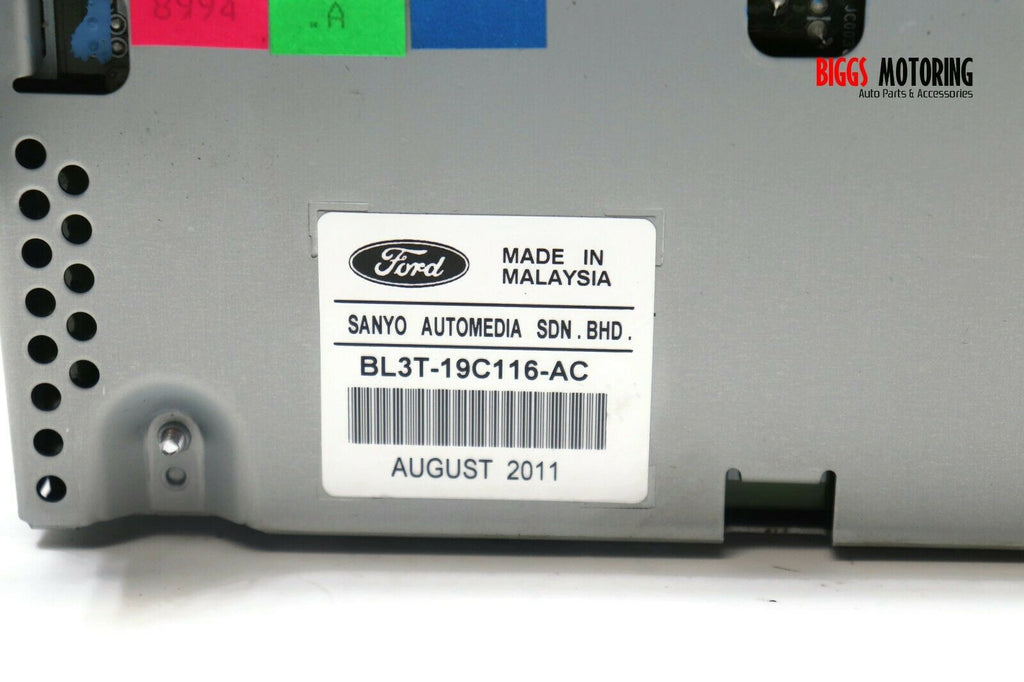 8994
.A
BIGGS MOTORING
Auto Parts & Accessories
Ford
MADE IN
MALAYSIA
SANYO AUTOMEDIA SDN.BHD.
BL3T-19C116-AC
AUGUST 2011